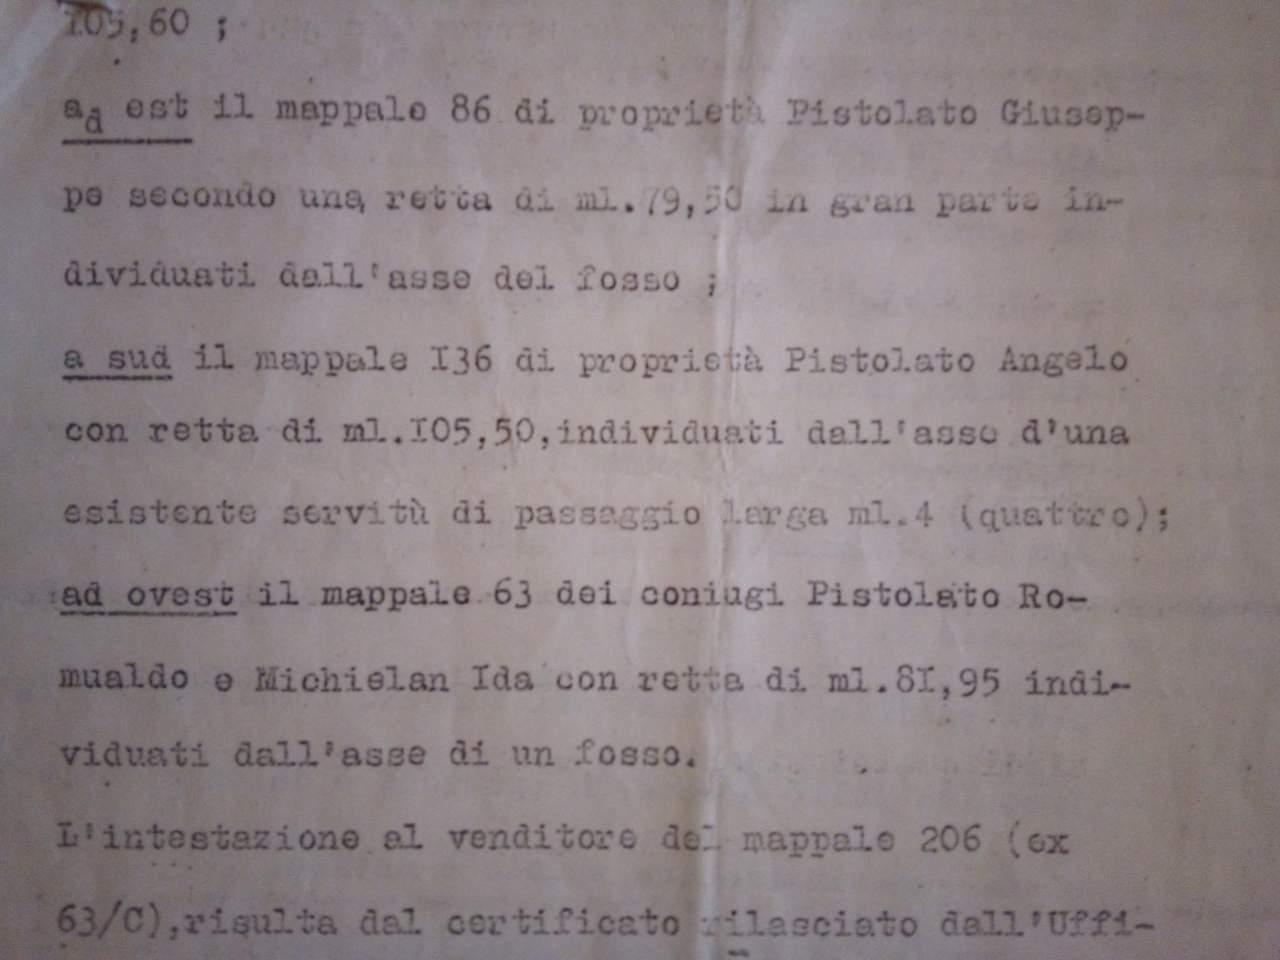 105,60 ;
ad est il mappale 86 di proprietà Pistolato Giusep-
pe secondo una retta di ml.79,50 in gran parte in-
dividuati dall'asse del fosso ;
a sud il mappale I36 di proprietà Pistolato Angelo
con retta di ml.I05,50,individuati dall'asse d'una
esistente servitù di passaggio larga ml.4 (quattro);
ad ovest il mappale 63 dei coniugi Pistolato Ro-
mualdo e Michielan Ida con retta di ml.8I,95 indi-
viduati dall'asse di un fosso.
L'intestazione al venditore del mappale 206 (ex
63/C),risulta dal certificato rilasciato dall'Uffi-